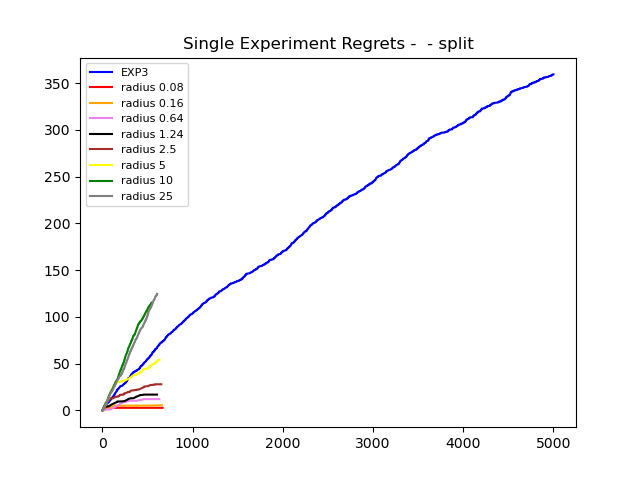 Single Experiment Regrets -  - split
EXP3
radius 0.08
radius 0.16
radius 0.64
radius 1.24
radius 2.5
radius 5
radius 10
radius 25
350
300
250
200
150
100
50
0
0 1000 2000 3000 4000 5000